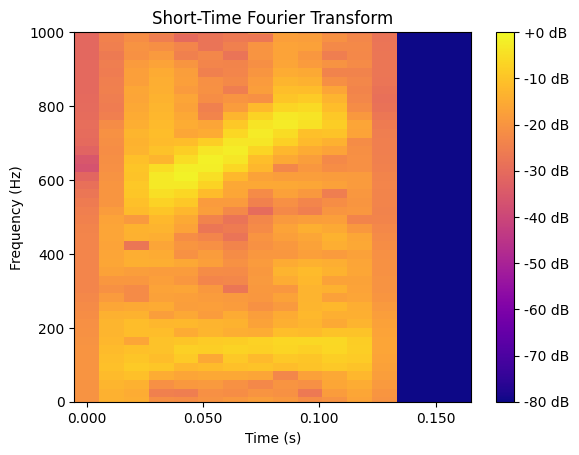 Short-Time Fourier Transform
1000
800
600
400
200
0
Frequency (Hz)
0.000
0.050
0.100
0.150
Time (s)
+0 dB
-10 dB
-20 dB
-30 dB
-40 dB
-50 dB
-60 dB
-70 dB
-80 dB